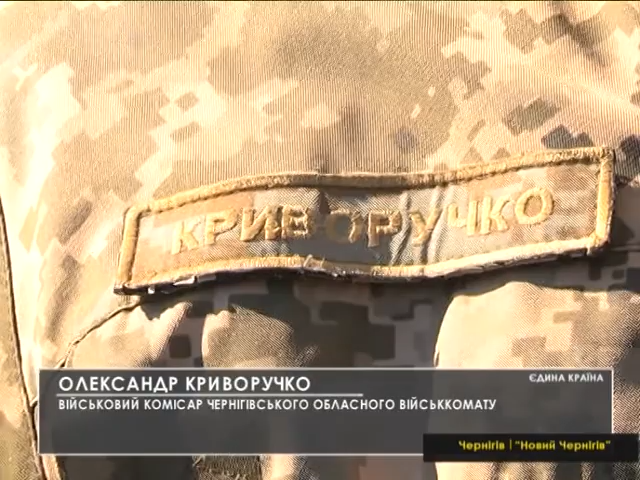 КРИВОРУЧКО
ОЛЕКСАНДР КРИВОРУЧКО
ЄДИНА КРАЇНА
ВІЙСЬКОВИЙ КОМІСАР ЧЕРНІГІВСЬКОГО ОБЛАСНОГО ВІЙСЬККОМАТУ
Чернігів | "Новий Чернігів"